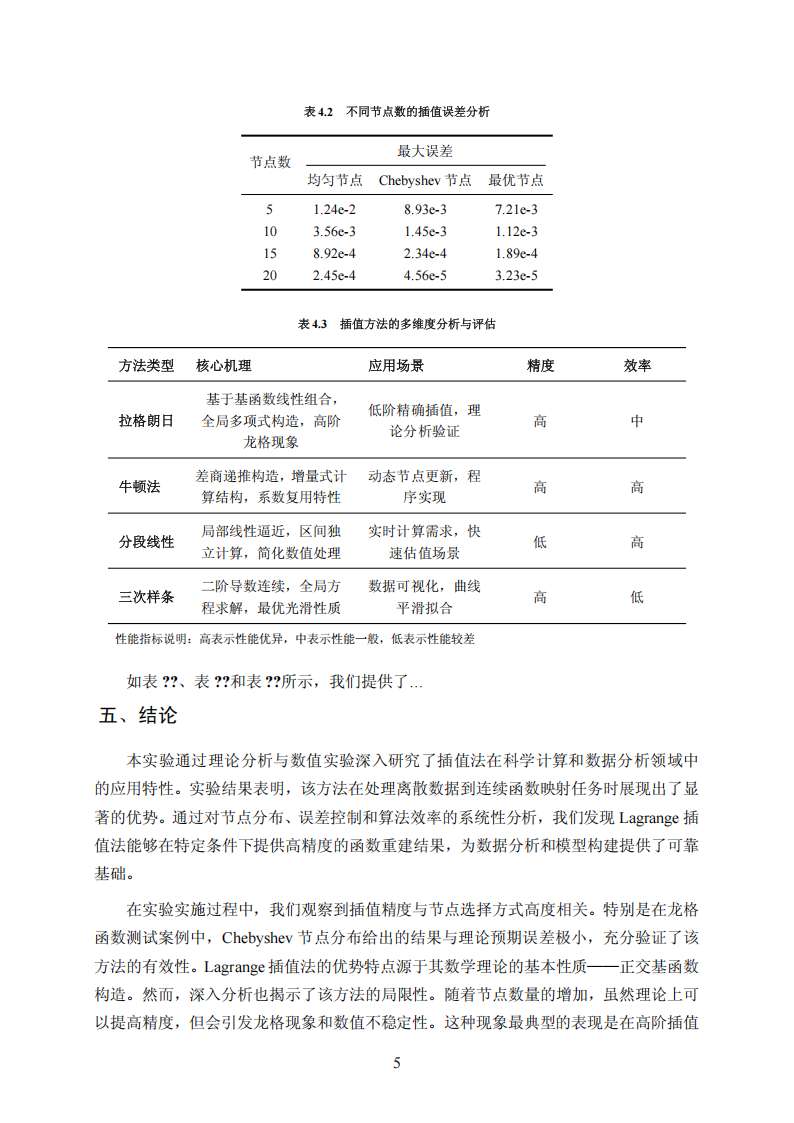 表 4.2 不同节点数的插值误差分析
节点数
最大误差
均匀节点 Chebyshev 节点 最优节点
5 1.24e-2 8.93e-3 7.21e-3
10 3.56e-3 1.45e-3 1.12e-3
15 8.92e-4 2.34e-4 1.89e-4
20 2.45e-4 4.56e-5 3.23e-5
表 4.3 插值方法的多维度分析与评估
方法类型 核心机理 应用场景 精度 效率
拉格朗日
基于基函数线性组合，
全局多项式构造，高阶
龙格现象
低阶精确插值，理
论分析验证
高 中
牛顿法
差商递推构造，增量式计
算结构，系数复用特性
动态节点更新，程
序实现
高 高
分段线性
局部线性逼近，区间独
立计算，简化数值处理
实时计算需求，快
速估值场景
低 高
三次样条
二阶导数连续，全局方
程求解，最优光滑性质
数据可视化，曲线
平滑拟合
高 低
性能指标说明：高表示性能优异，中表示性能一般，低表示性能较差
如表 ??、表 ??和表 ??所示，我们提供了…
五、结论
本实验通过理论分析与数值实验深入研究了插值法在科学计算和数据分析领域中
的应用特性。实验结果表明，该方法在处理离散数据到连续函数映射任务时展现出了显
著的优势。通过对节点分布、误差控制和算法效率的系统性分析，我们发现 Lagrange 插
值法能够在特定条件下提供高精度的函数重建结果，为数据分析和模型构建提供了可靠
基础。
在实验实施过程中，我们观察到插值精度与节点选择方式高度相关。特别是在龙格
函数测试案例中，Chebyshev 节点分布给出的结果与理论预期误差极小，充分验证了该
方法的有效性。Lagrange 插值法的优势特点源于其数学理论的基本性质——正交基函数
构造。然而，深入分析也揭示了该方法的局限性。随着节点数量的增加，虽然理论上可
以提高精度，但会引发龙格现象和数值不稳定性。这种现象最典型的表现是在高阶插值
5